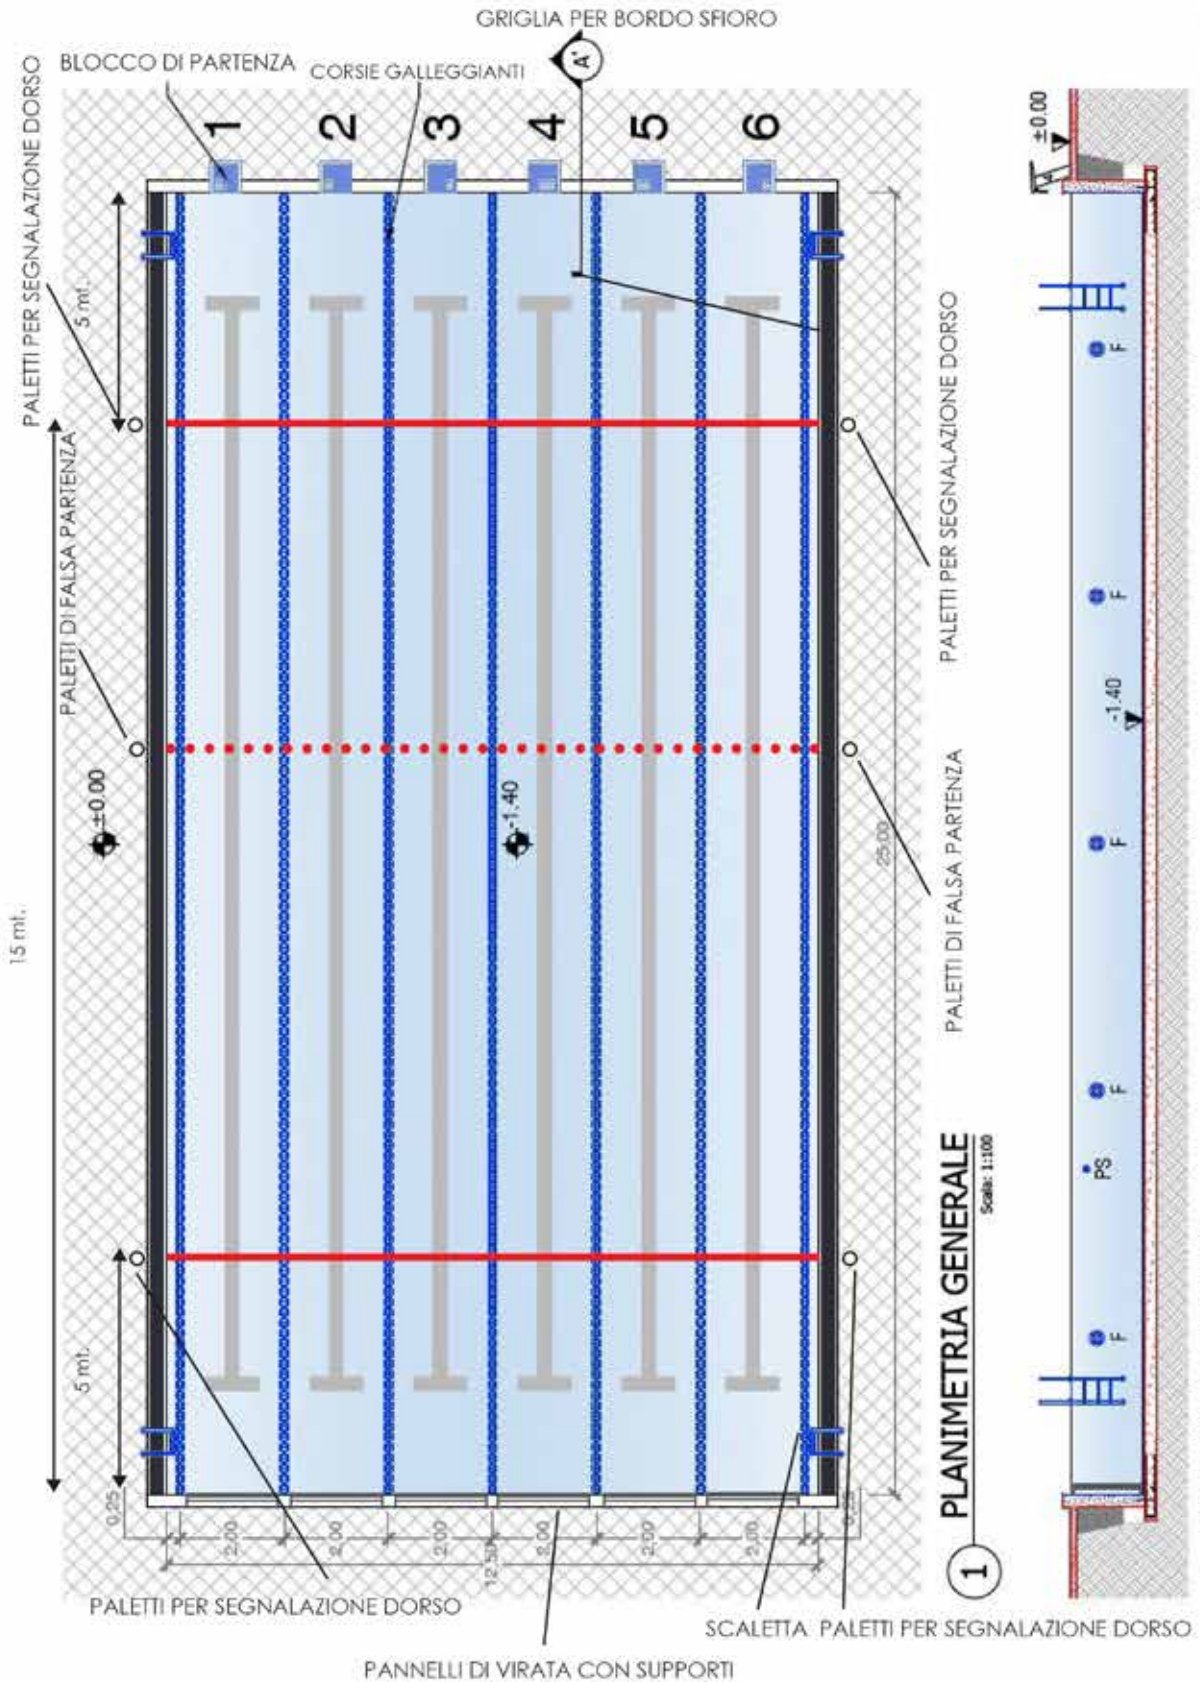 GRIGLIA PER BORDO SFIORO
BLOCCO DI PARTENZA
CORSIE GALLEGGIANTI
A'
PALETTI PER SEGNALAZIONE DORSO
1
2
3
4
5
6
±0.00
5 mt.
F
PALETTI PER SEGNALAZIONE DORSO
PALETTI DI FALSA PARTENZA
F
-1.40
±0.00
-1.40
25.00
PALETTI DI FALSA PARTENZA
F
15 mt.
F
PS
5 mt.
F
PLANIMETRIA GENERALE
Scala: 1:100
1
0,25
2,00
2,00
2,00
2,00
2,00
2,00
12,50
PALETTI PER SEGNALAZIONE DORSO
SCALETTA
PALETTI PER SEGNALAZIONE DORSO
PANNELLI DI VIRATA CON SUPPORTI